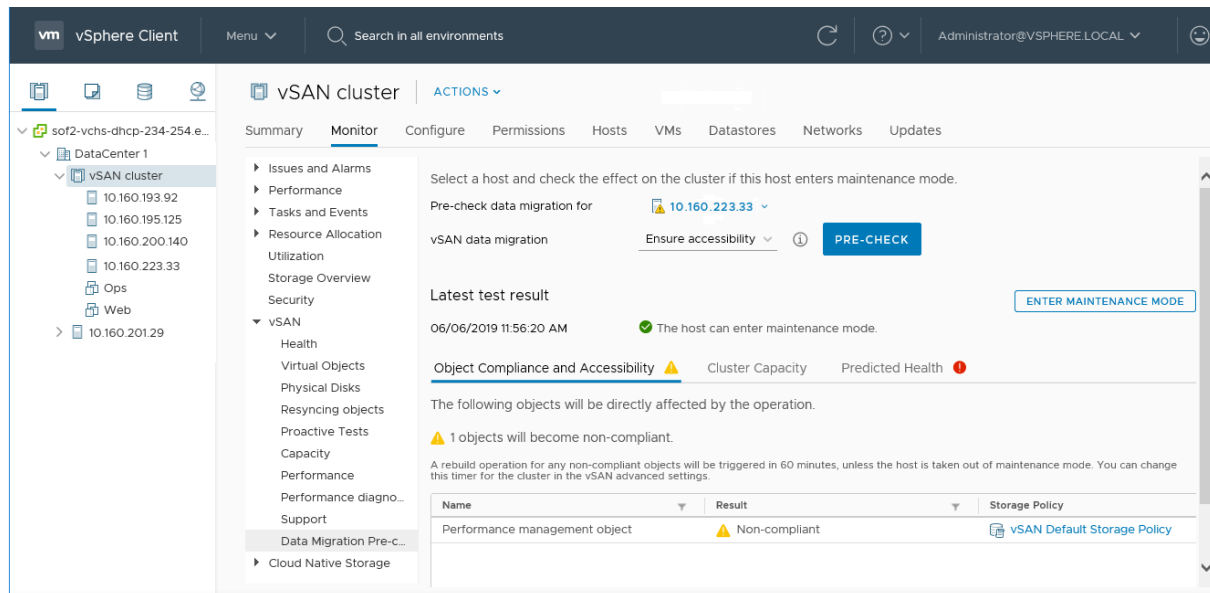 vm vSphere Client Menu Search in all environments Administrator@VSPHERE.LOCAL
vSAN cluster ACTIONS
Summary Monitor Configure Permissions Hosts VMs Datastores Networks Updates
sof2-vchs-dhcp-234-254.e...
DataCenter 1
vSAN cluster
10.160.193.92
10.160.195.125
10.160.200.140
10.160.223.33
Ops
Web
10.160.201.29
Issues and Alarms
Performance
Tasks and Events
Resource Allocation
Utilization
Storage Overview
Security
vSAN
Health
Virtual Objects
Physical Disks
Resyncing objects
Proactive Tests
Capacity
Performance
Performance diagno...
Support
Data Migration Pre-c...
Cloud Native Storage
Select a host and check the effect on the cluster if this host enters maintenance mode.
Pre-check data migration for 10.160.223.33
vSAN data migration Ensure accessibility PRE-CHECK
Latest test result
ENTER MAINTENANCE MODE
06/06/2019 11:56:20 AM The host can enter maintenance mode.
Object Compliance and Accessibility Cluster Capacity Predicted Health
The following objects will be directly affected by the operation.
1 objects will become non-compliant.
A rebuild operation for any non-compliant objects will be triggered in 60 minutes, unless the host is taken out of maintenance mode. You can change
this timer for the cluster in the vSAN advanced settings.
Name Result Storage Policy
Performance management object Non-compliant vSAN Default Storage Policy